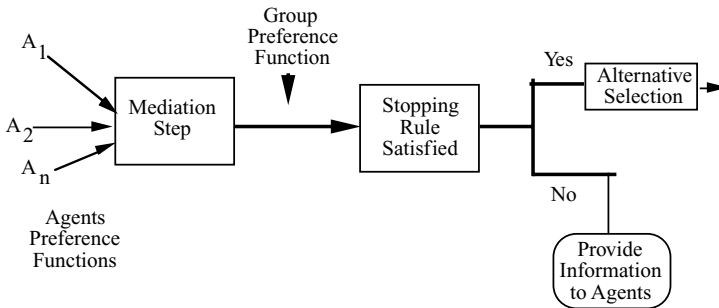 A1
A2
An
Agents
Preference
Functions
Mediation
Step
Group
Preference
Function
Stopping
Rule
Satisfied
Yes
Alternative
Selection
No
Provide
Information
to Agents